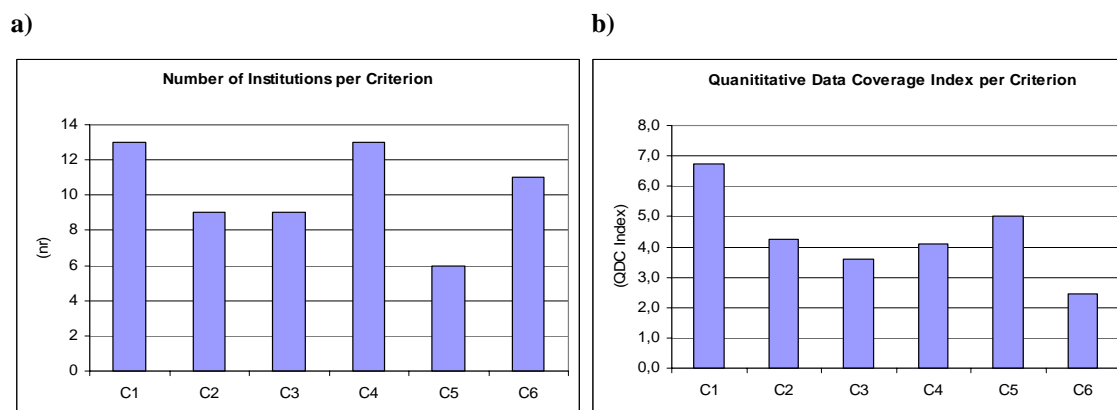 a)
b)
Number of Institutions per Criterion
14
12
10
8
6
4
2
0
(nr)
C1 C2 C3 C4 C5 C6
Quanititative Data Coverage Index per Criterion
8,0
7,0
6,0
5,0
4,0
3,0
2,0
1,0
0,0
(QDC Index)
C1 C2 C3 C4 C5 C6